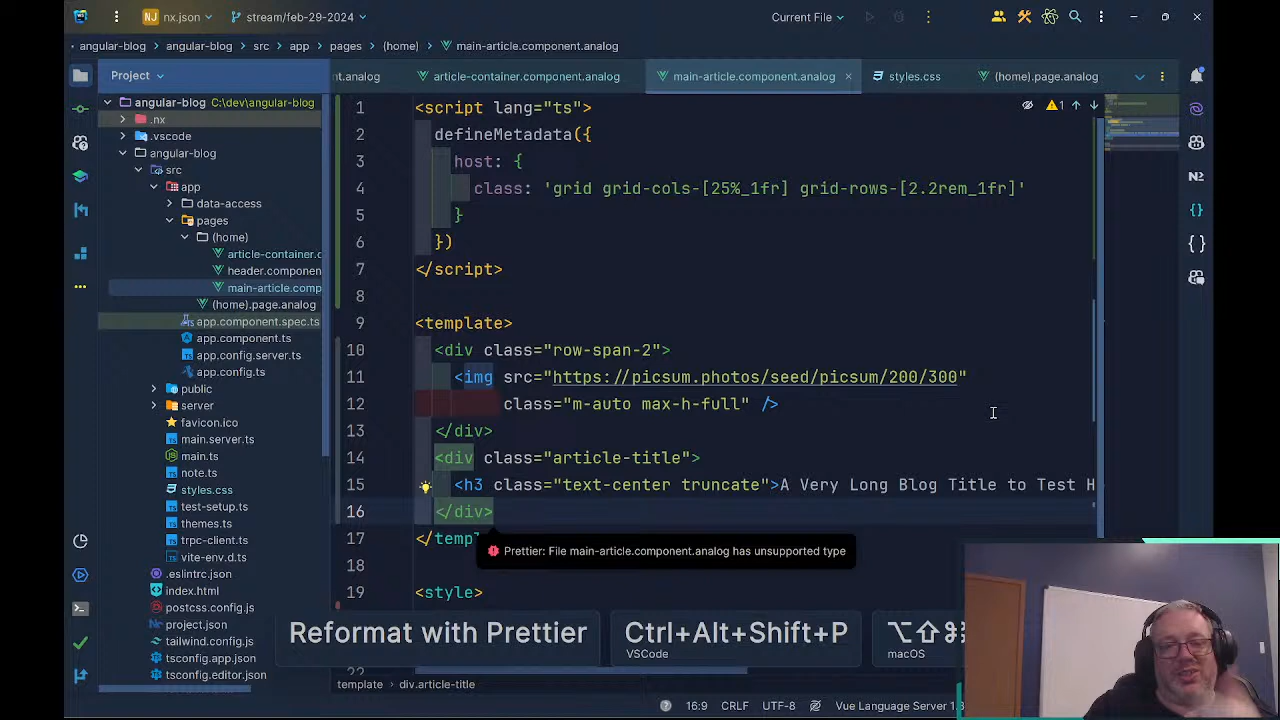 NJ nx.json stream/feb-29-2024 Current File
angular-blog angular-blog src app pages (home) main-article.component.analog
Project
nt.analog article-container.component.analog main-article.component.analog styles.css (home).page.analog
angular-blog C:\dev\angular-blog
.nx
.vscode
angular-blog
src
app
data-access
pages
(home)
article-container.c
header.componen
main-article.comp
(home).page.analog
app.component.spec.ts
app.component.ts
app.config.server.ts
app.config.ts
public
server
favicon.ico
main.server.ts
main.ts
note.ts
styles.css
test-setup.ts
themes.ts
trpc-client.ts
vite-env.d.ts
.eslintrc.json
index.html
postcss.config.js
project.json
tailwind.config.js
tsconfig.app.json
tsconfig.editor.json
1 <script lang="ts">
2 defineMetadata({
3 host: {
4 class: 'grid grid-cols-[25%_1fr] grid-rows-[2.2rem_1fr]'
5 }
6 })
7 </script>
8
9 <template>
10 <div class="row-span-2">
11 <img src="https://picsum.photos/seed/picsum/200/300"
12 class="m-auto max-h-full" />
13 </div>
14 <div class="article-title">
15 <h3 class="text-center truncate">A Very Long Blog Title to Test H
16 </div>
17 </temp
18
19 <style>
1
N2
Prettier: File main-article.component.analog has unsupported type
Reformat with Prettier
Ctrl+Alt+Shift+P
VSCode
⌥⇧⌘
macOS
template div.article-title
16:9 CRLF UTF-8